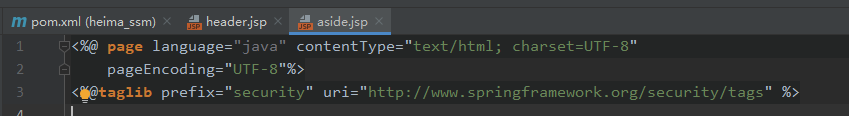 pom.xml (heima_ssm) header.jsp aside.jsp
1 <%@ page language="java" contentType="text/html; charset=UTF-8"
2 pageEncoding="UTF-8"%>
3 <%@taglib prefix="security" uri="http://www.springframework.org/security/tags" %>
4